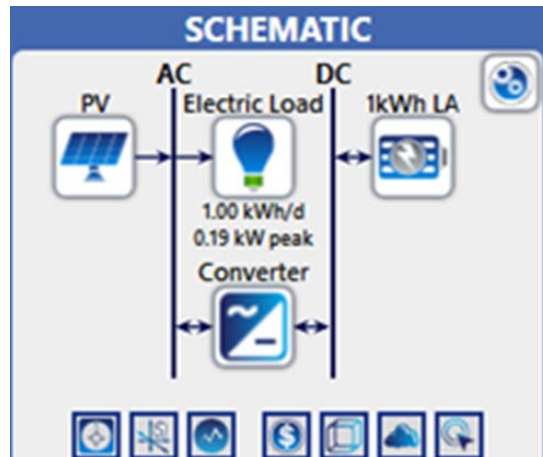 SCHEMATIC
AC DC
PV Electric Load 1kWh LA
1.00 kWh/d
0.19 kW peak
Converter